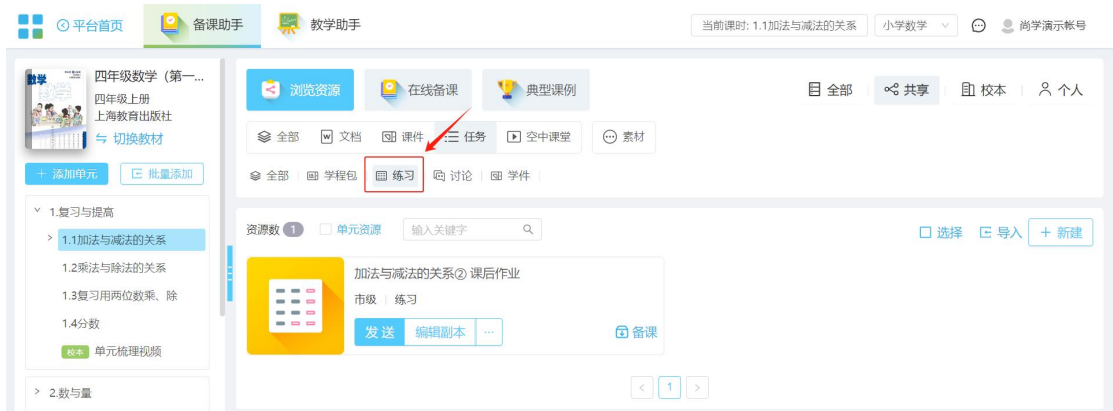 平台首页 备课助手 教学助手 当前课时: 1.1加法与减法的关系 小学数学 尚学演示帐号
数学
四年级数学（第一...
四年级上册
上海教育出版社
切换教材
+ 添加单元 批量添加
1.复习与提高
1.1加法与减法的关系
1.2乘法与除法的关系
1.3复习用两位数乘、除
1.4分数
校本 单元梳理视频
2.数与量
浏览资源 在线备课 典型课例 全部 共享 校本 个人
全部 文档 课件 任务 空中课堂 素材
全部 学程包 练习 讨论 学件
资源数 1 单元资源 输入关键字 选择 导入 + 新建
加法与减法的关系② 课后作业
市级 练习
发送 编辑副本 ... 备课
< 1 >